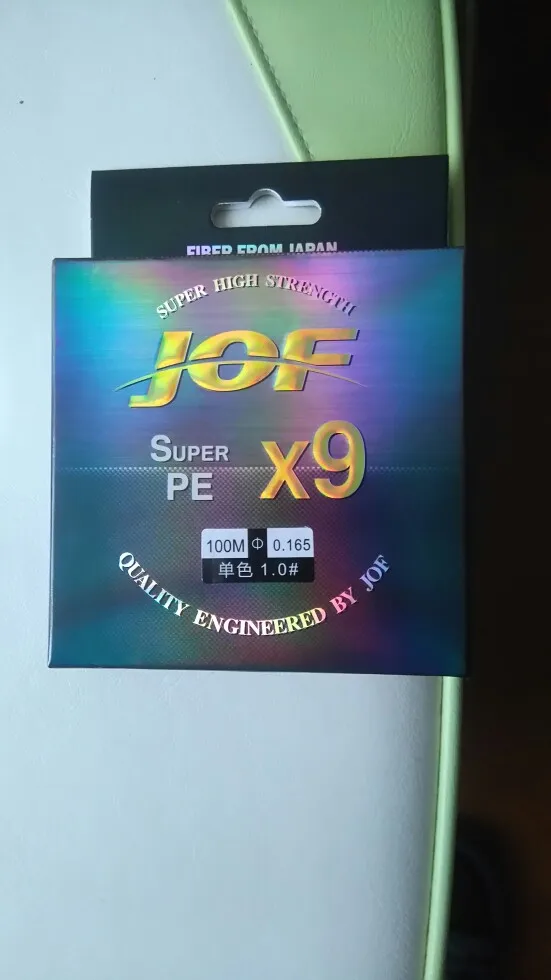 FIBER FROM JAPAN
SUPER HIGH STRENGTH
JOF
SUPER
PE
x9
100M Φ 0.165
单色 1.0#
QUALITY ENGINEERED BY JOF